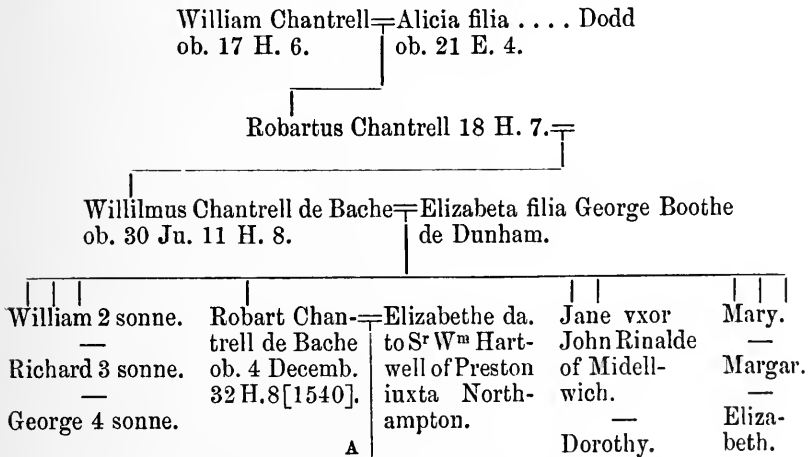 William Chantrell=Alicia filia .... Dodd
ob. 17 H. 6.
ob. 21 E. 4.
Robartus Chantrell 18 H. 7.=
Willilmus Chantrell de Bache=Elizabeta filia George Boothe
ob. 30 Ju. 11 H. 8.
de Dunham.
William 2 sonne.
—
Richard 3 sonne.
—
George 4 sonne.
Robart Chan-
trell de Bache
ob. 4 Decemb.
32 H.8[1540].
=
Elizabethe da.
to Sʳ Wᵐ Hart-
well of Preston
iuxta North-
ampton.
A
Jane vxor
John Rinalde
of Midell-
wich.
—
Dorothy.
Mary.
—
Margar.
—
Eliza-
beth.